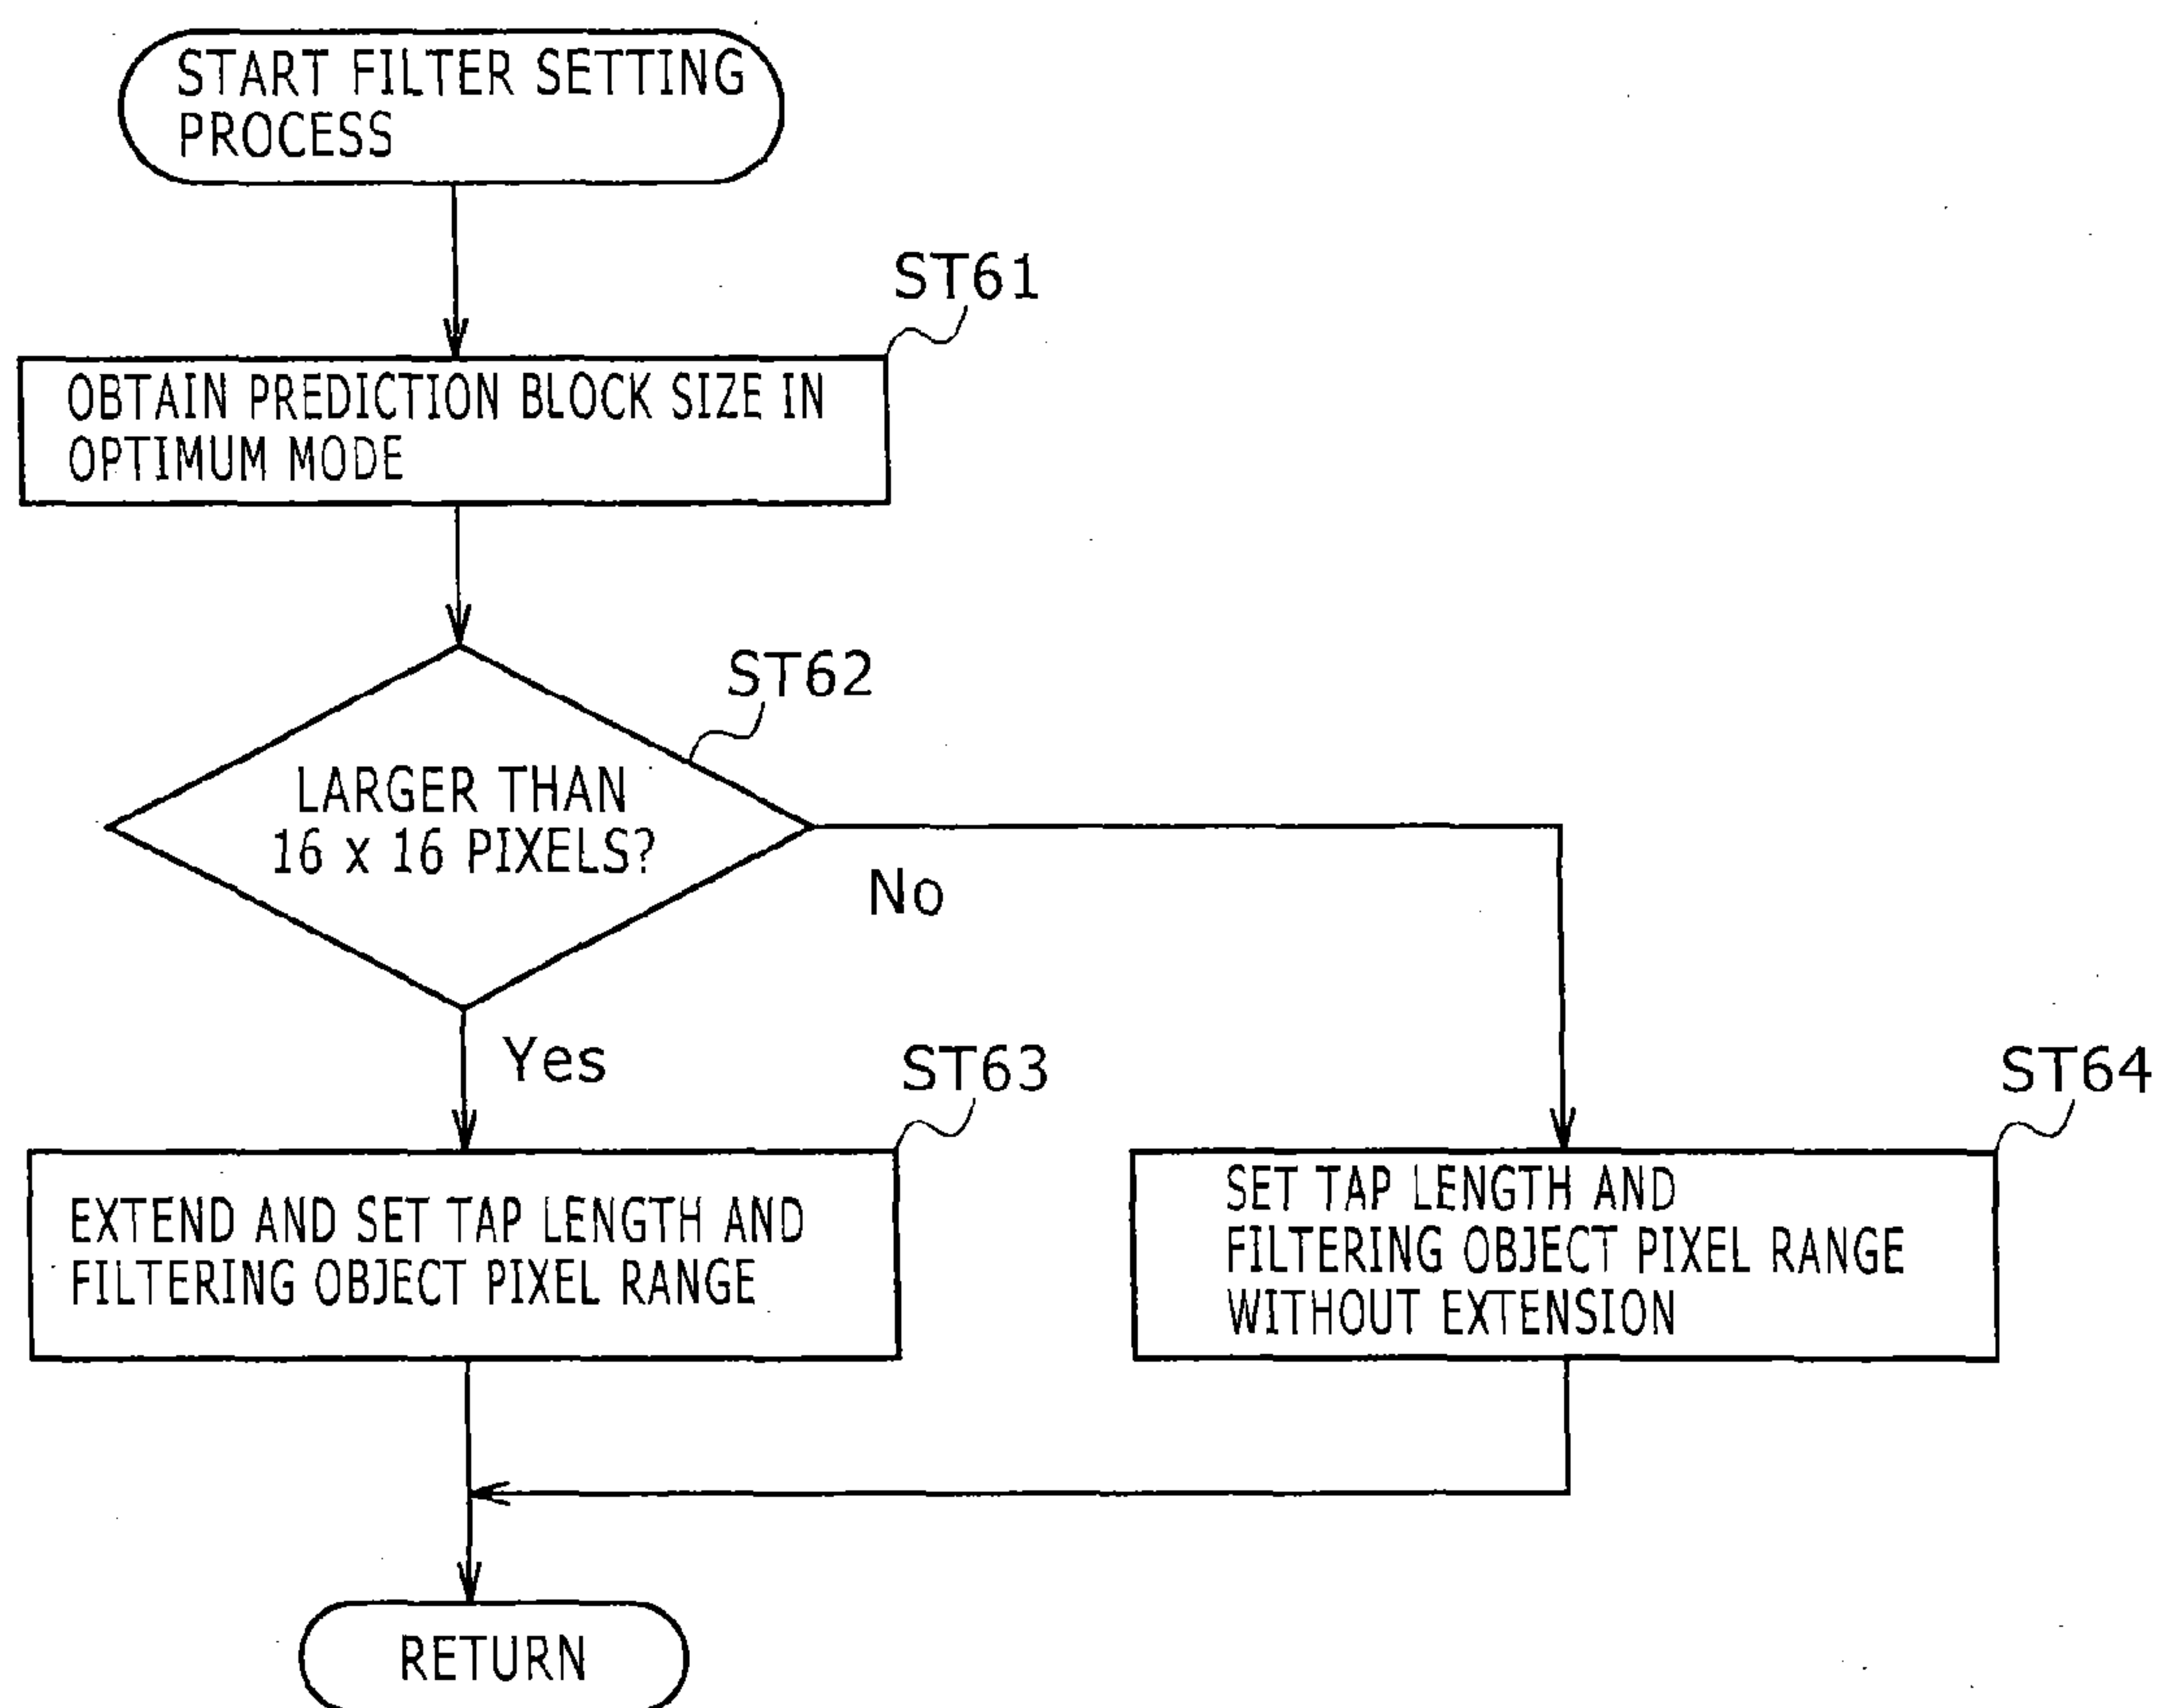 START FILTER SETTING
PROCESS
ST61
OBTAIN PREDICTION BLOCK SIZE IN
OPTIMUM MODE
ST62
LARGER THAN
16 x 16 PIXELS?
No
Yes
ST63
EXTEND AND SET TAP LENGTH AND
FILTERING OBJECT PIXEL RANGE
ST64
SET TAP LENGTH AND
FILTERING OBJECT PIXEL RANGE
WITHOUT EXTENSION
RETURN